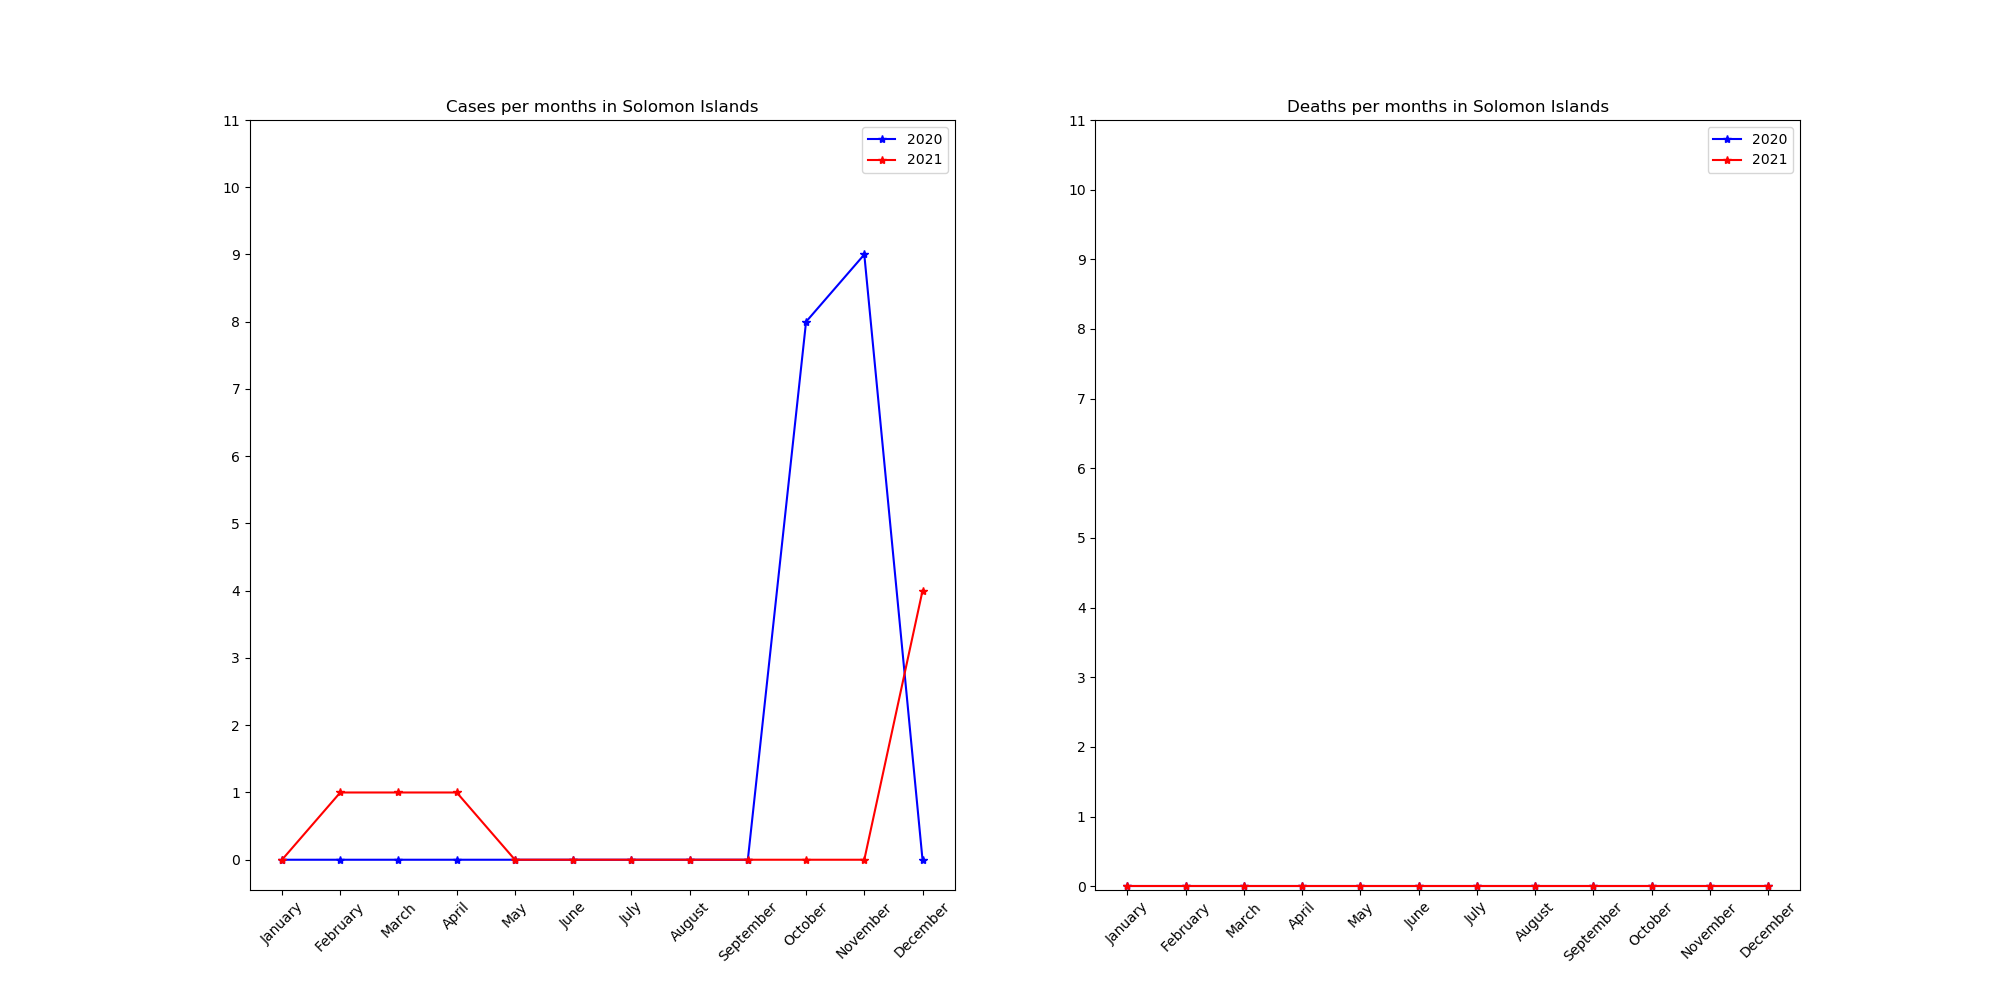 Cases per months in Solomon Islands
11
10
9
8
7
6
5
4
3
2
1
0
2020
2021
January
February
March
April
May
June
July
August
September
October
November
December
Deaths per months in Solomon Islands
11
10
9
8
7
6
5
4
3
2
1
0
2020
2021
January
February
March
April
May
June
July
August
September
October
November
December